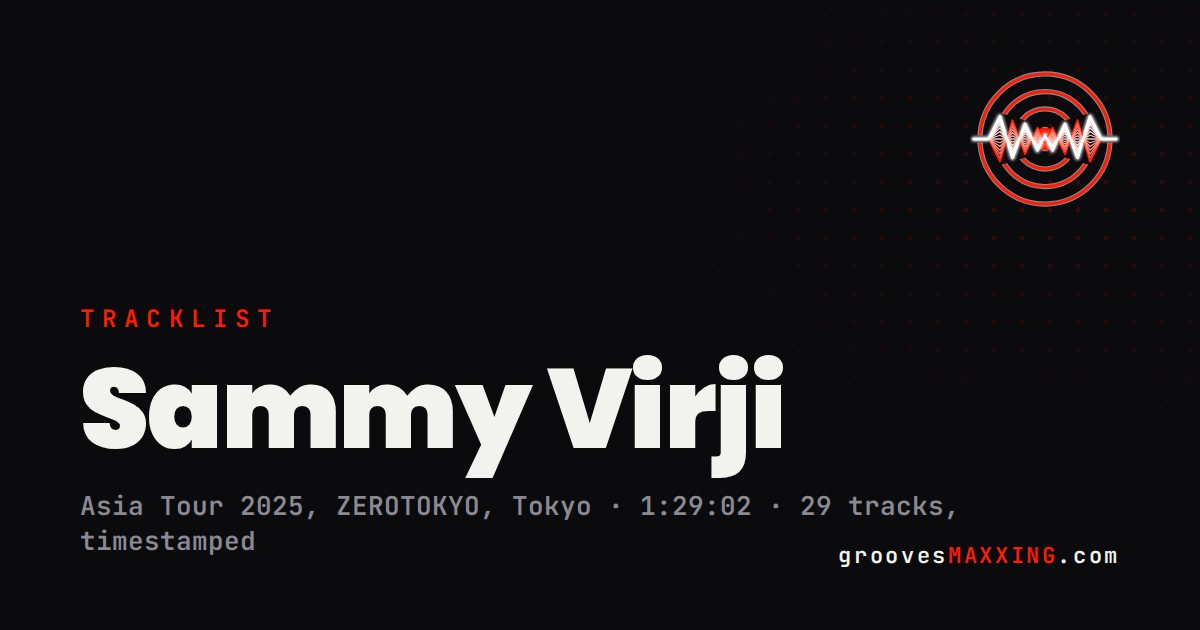 TRACKLIST
Sammy Virji
Asia Tour 2025, ZEROTOKYO, Tokyo · 1:29:02 · 29 tracks,
timestamped
groovesMAXXING.com